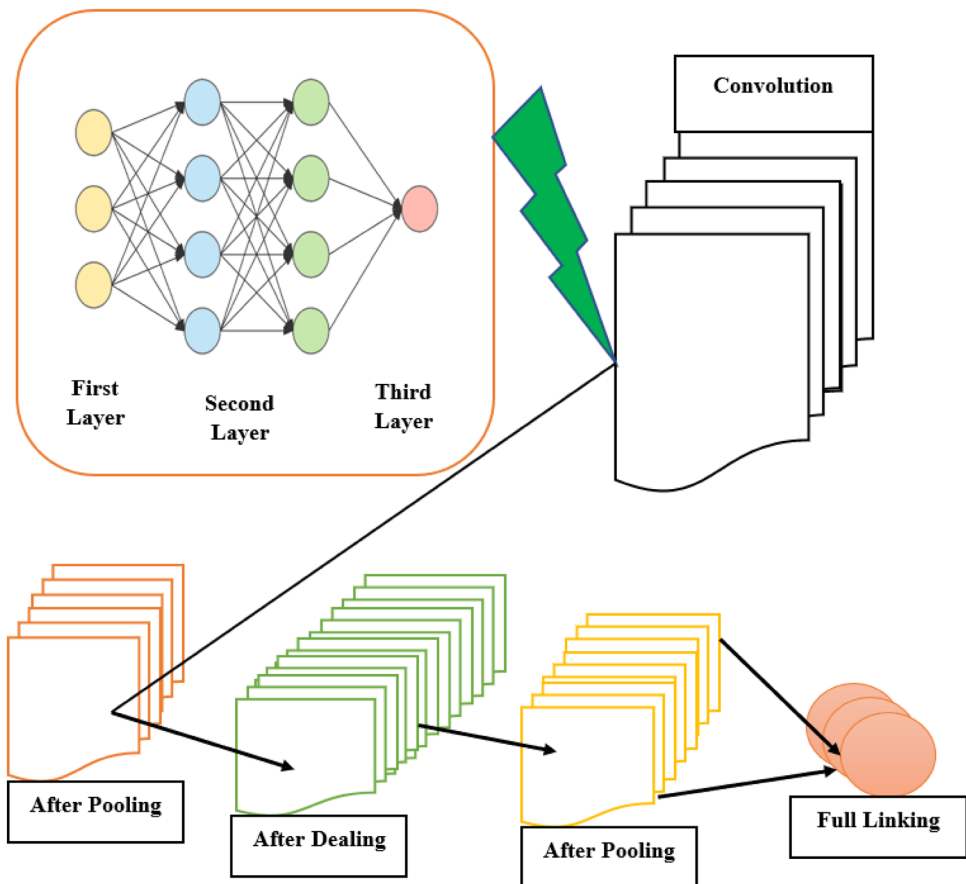 Convolution
First
Layer
Second
Layer
Third
Layer
After Pooling
After Dealing
After Pooling
Full Linking